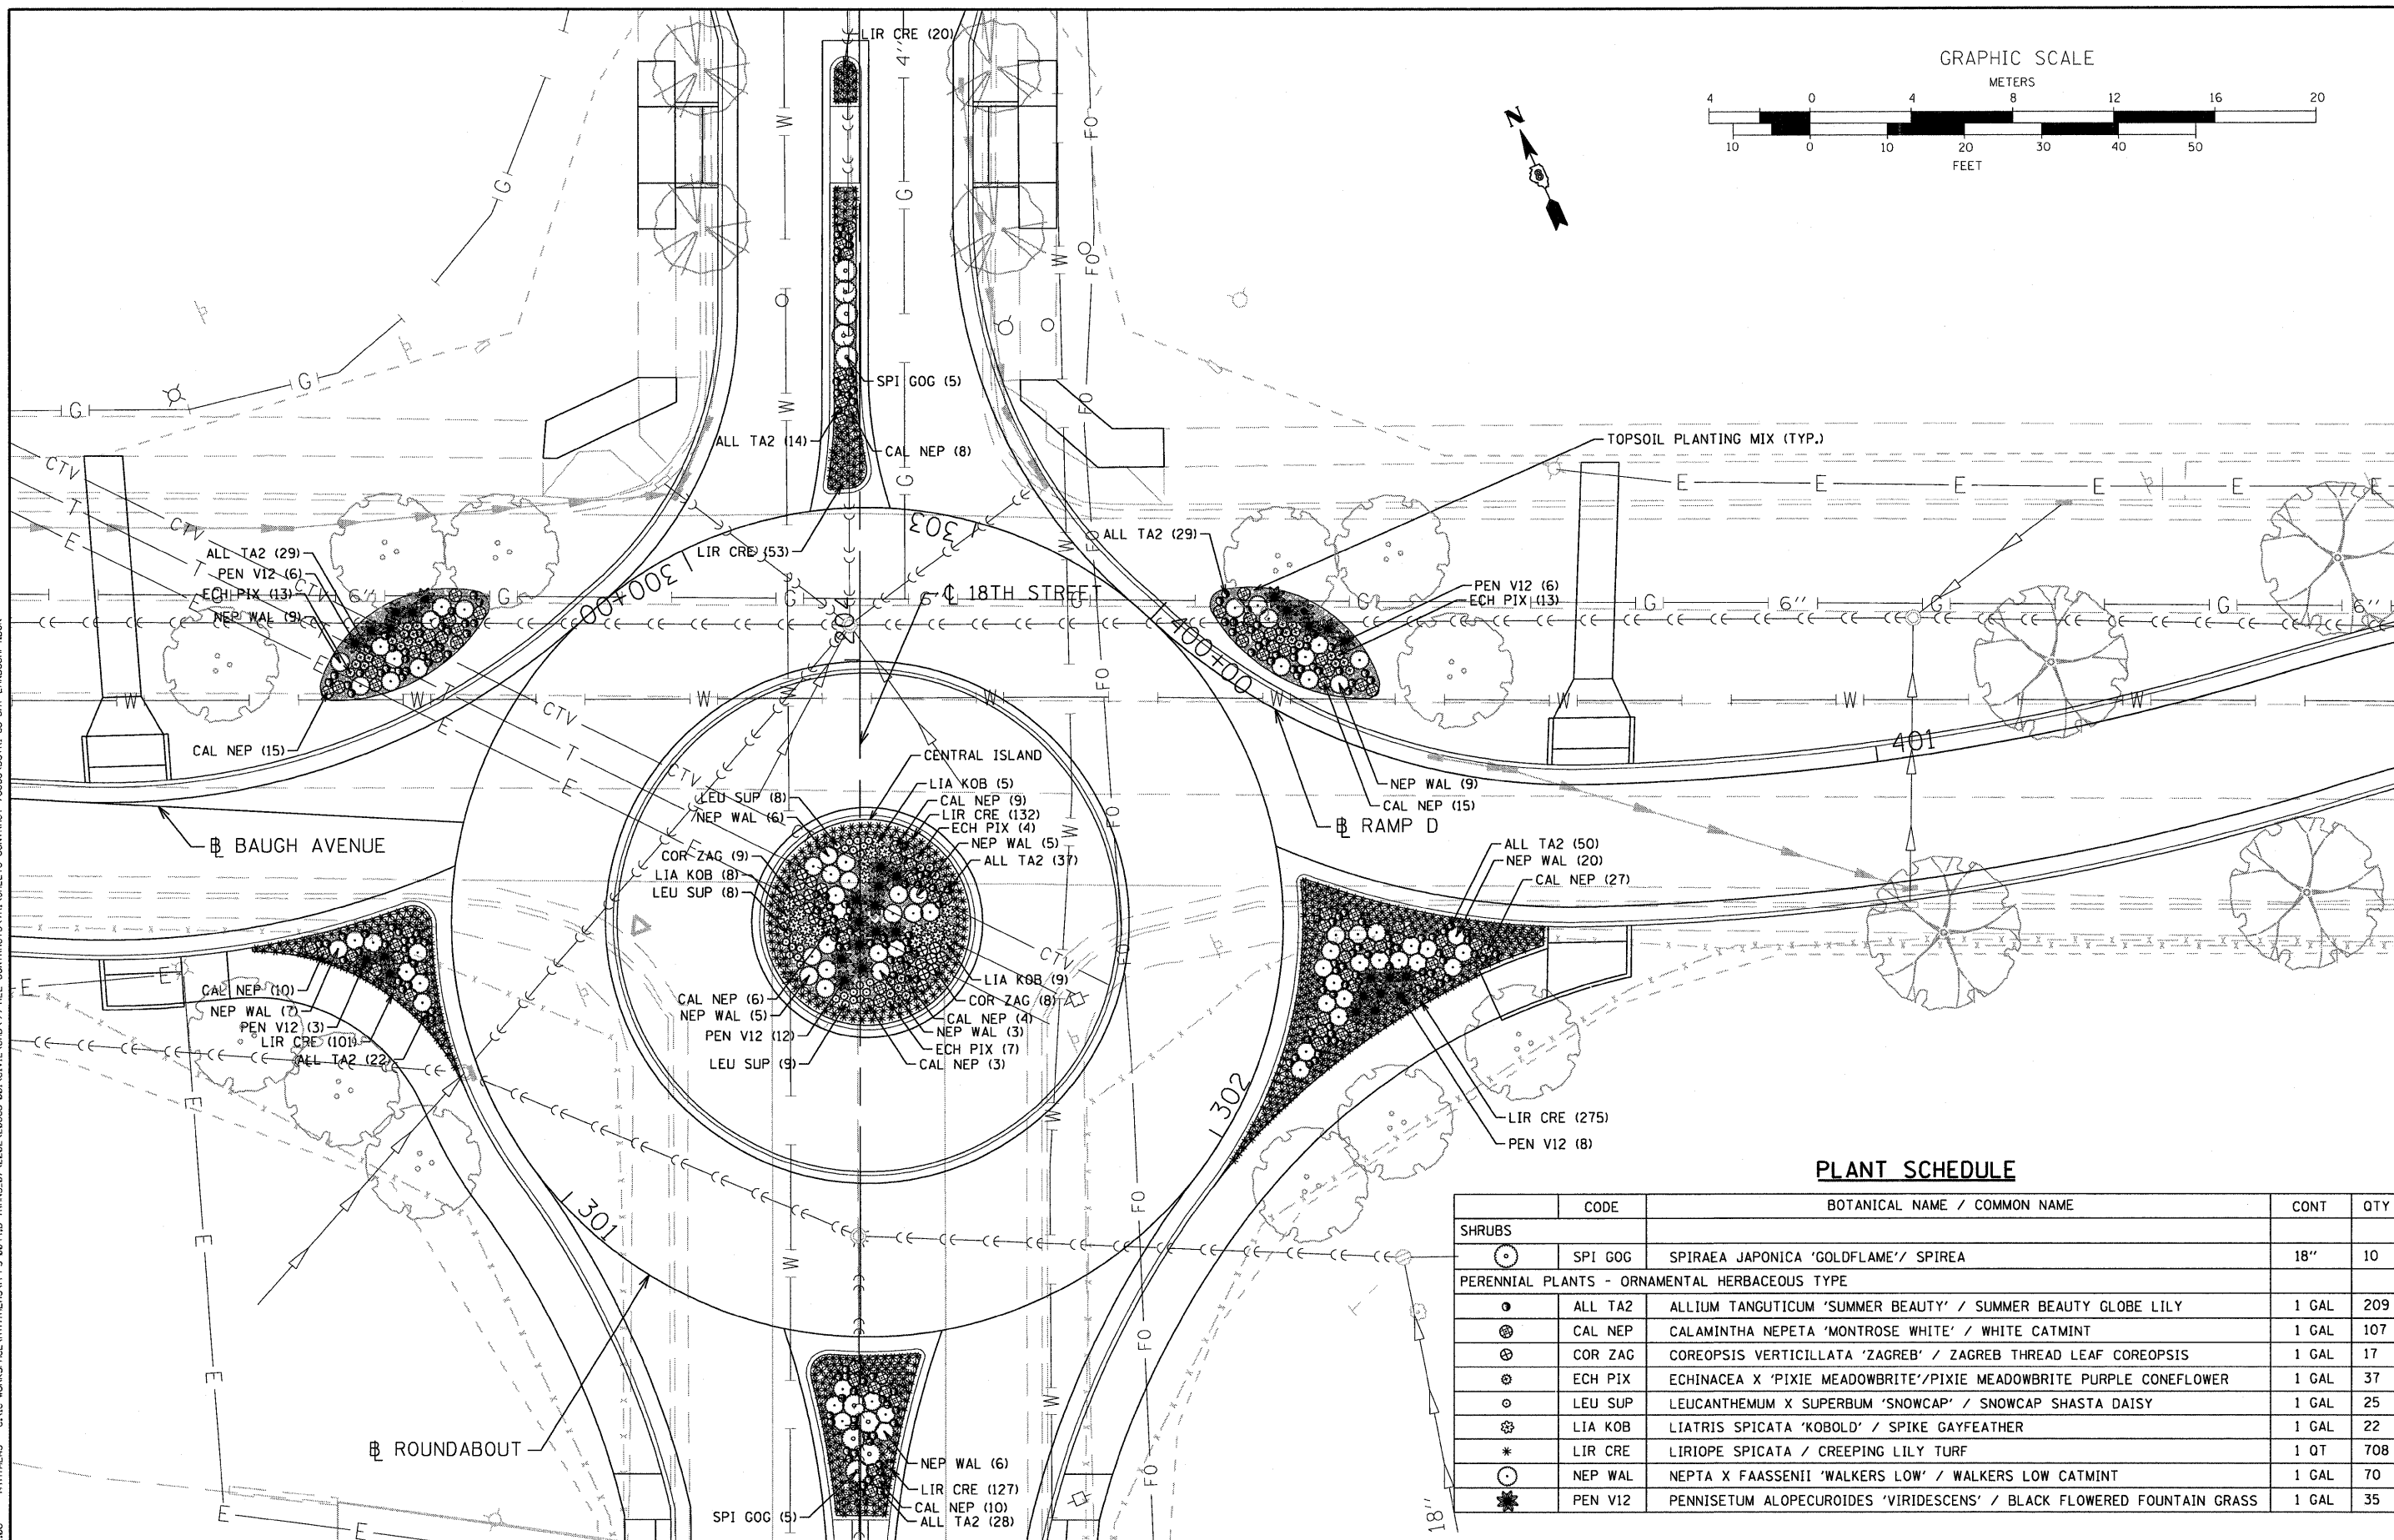 LIR CRE (20)
GRAPHIC SCALE
METERS
4 0 4 8 12 16 20
10 0 10 20 30 40 50
FEET
N
4"
G
W
FO
SPI GOG (5)
ALL TA2 (14)
CAL NEP (8)
TOPSOIL PLANTING MIX (TYP.)
CTV
T
E
LIR CRE (53)
303
300+00
204
℄ 18TH STREET
ALL TA2 (29)
PEN V12 (6)
ECH PIX (13)
NEP WAL (9)
CAL NEP (15)
6"
ALL TA2 (29)
PEN V12 (6)
ECH PIX (13)
400+00
6"
6"
401
NEP WAL (9)
CAL NEP (15)
BL RAMP D
BL BAUGH AVENUE
CENTRAL ISLAND
LIA KOB (5)
CAL NEP (9)
LIR CRE (132)
ECH PIX (4)
NEP WAL (5)
ALL TA2 (37)
LEU SUP (8)
NEP WAL (6)
COR ZAG (9)
LIA KOB (8)
LEU SUP (8)
CAL NEP (6)
NEP WAL (5)
PEN V12 (12)
LEU SUP (9)
LIA KOB (9)
COR ZAG (8)
CAL NEP (4)
NEP WAL (3)
ECH PIX (7)
CAL NEP (3)
CAL NEP (10)
NEP WAL (7)
PEN V12 (3)
LIR CRE (101)
ALL TA2 (22)
ALL TA2 (50)
NEP WAL (20)
CAL NEP (27)
LIR CRE (275)
PEN V12 (8)
302
301
BL ROUNDABOUT
NEP WAL (6)
LIR CRE (127)
CAL NEP (10)
ALL TA2 (28)
SPI GOG (5)
18"
PLANT SCHEDULE
CODE BOTANICAL NAME / COMMON NAME CONT QTY
SHRUBS
SPI GOG SPIRAEA JAPONICA 'GOLDFLAME'/ SPIREA 18" 10
PERENNIAL PLANTS - ORNAMENTAL HERBACEOUS TYPE
ALL TA2 ALLIUM TANGUTICUM 'SUMMER BEAUTY' / SUMMER BEAUTY GLOBE LILY 1 GAL 209
CAL NEP CALAMINTHA NEPETA 'MONTROSE WHITE' / WHITE CATMINT 1 GAL 107
COR ZAG COREOPSIS VERTICILLATA 'ZAGREB' / ZAGREB THREAD LEAF COREOPSIS 1 GAL 17
ECH PIX ECHINACEA X 'PIXIE MEADOWBRITE'/PIXIE MEADOWBRITE PURPLE CONEFLOWER 1 GAL 37
LEU SUP LEUCANTHEMUM X SUPERBUM 'SNOWCAP' / SNOWCAP SHASTA DAISY 1 GAL 25
LIA KOB LIATRIS SPICATA 'KOBOLD' / SPIKE GAYFEATHER 1 GAL 22
LIR CRE LIRIOPE SPICATA / CREEPING LILY TURF 1 QT 708
NEP WAL NEPTA X FAASSENII 'WALKERS LOW' / WALKERS LOW CATMINT 1 GAL 70
PEN V12 PENNISETUM ALOPECUROIDES 'VIRIDESCENS' / BLACK FLOWERED FOUNTAIN GRASS 1 GAL 35